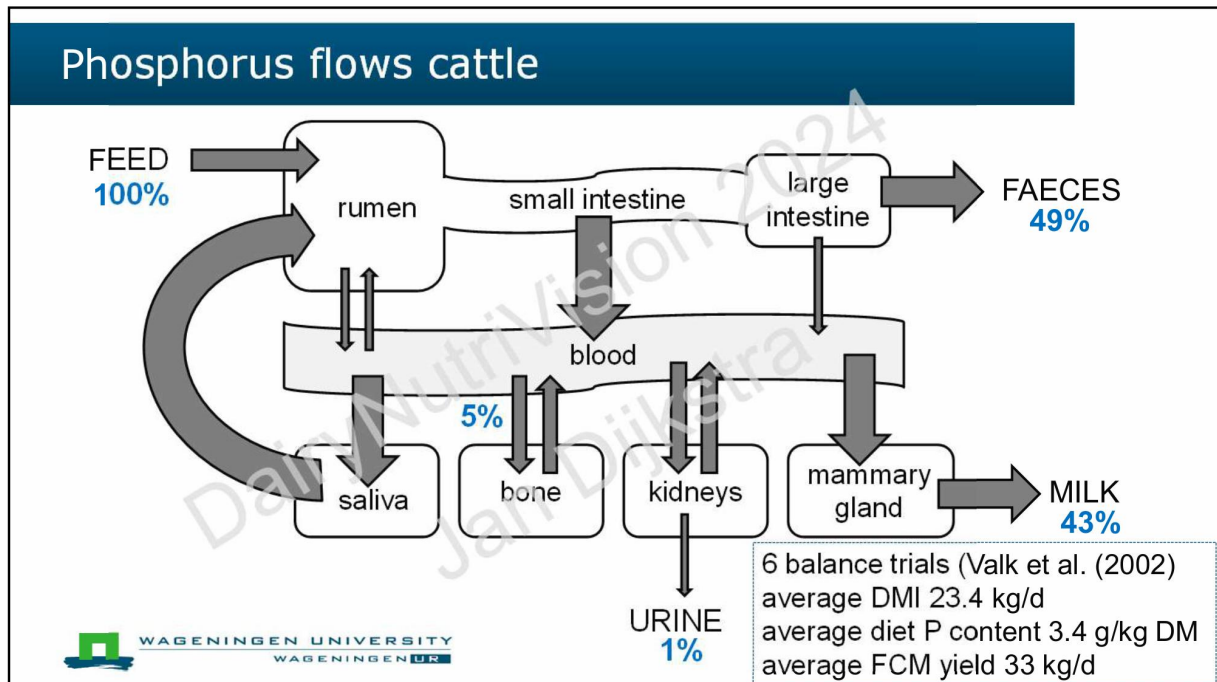 Phosphorus flows cattle
FEED
100%
rumen
small intestine
large
intestine
FAECES
49%
blood
5%
saliva
bone
kidneys
mammary
gland
MILK
43%
URINE
1%
6 balance trials (Valk et al. (2002)
average DMI 23.4 kg/d
average diet P content 3.4 g/kg DM
average FCM yield 33 kg/d
WAGENINGEN UNIVERSITY
WAGENINGEN UR
DairyNutriVision 2024
Jan Dijkstra